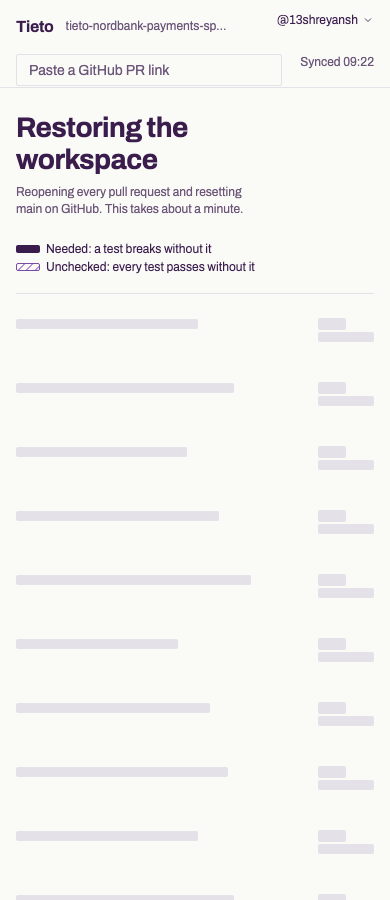 Tieto
tieto-nordbank-payments-sp...
@13shreyansh
Paste a GitHub PR link
Synced 09:22
Restoring the
workspace
Reopening every pull request and resetting
main on GitHub. This takes about a minute.
Needed: a test breaks without it
Unchecked: every test passes without it